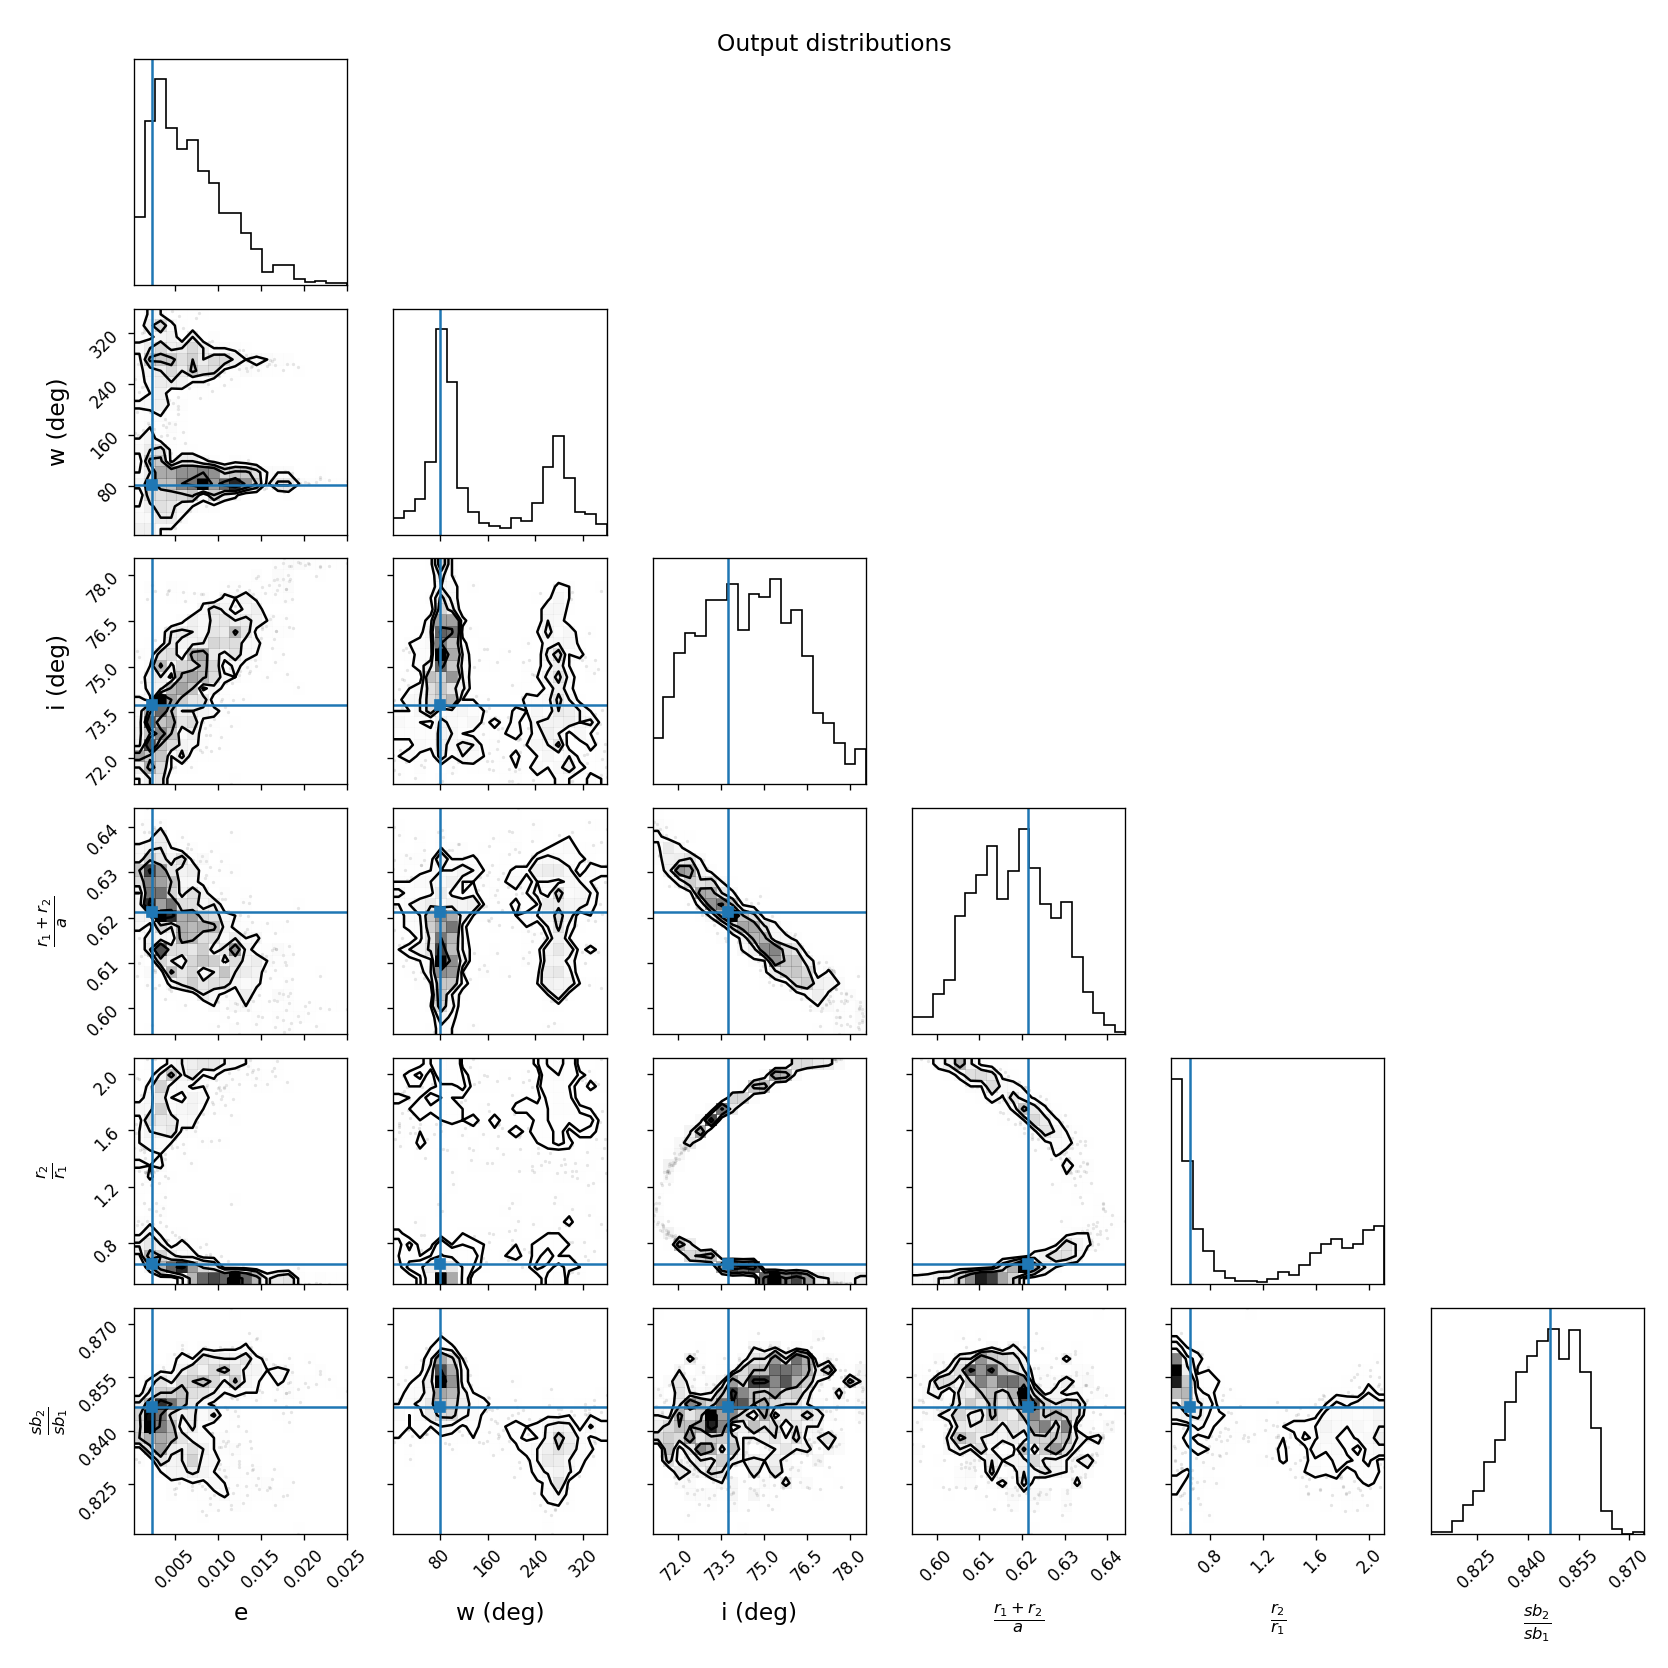 Output distributions
320
240
160
80
w (deg)
78.0
76.5
75.0
73.5
72.0
i (deg)
0.64
0.63
0.62
0.61
0.60
r₁ + r₂
a
2.0
1.6
1.2
0.8
r₂
r₁
0.870
0.855
0.840
0.825
sb₂
sb₁
0.005 0.010 0.015 0.020 0.025 80 160 240 320 72.0 73.5 75.0 76.5 78.0 0.60 0.61 0.62 0.63 0.64 0.8 1.2 1.6 2.0 0.825 0.840 0.855 0.870
e w (deg) i (deg)
r₁ + r₂
a
r₂
r₁
sb₂
sb₁